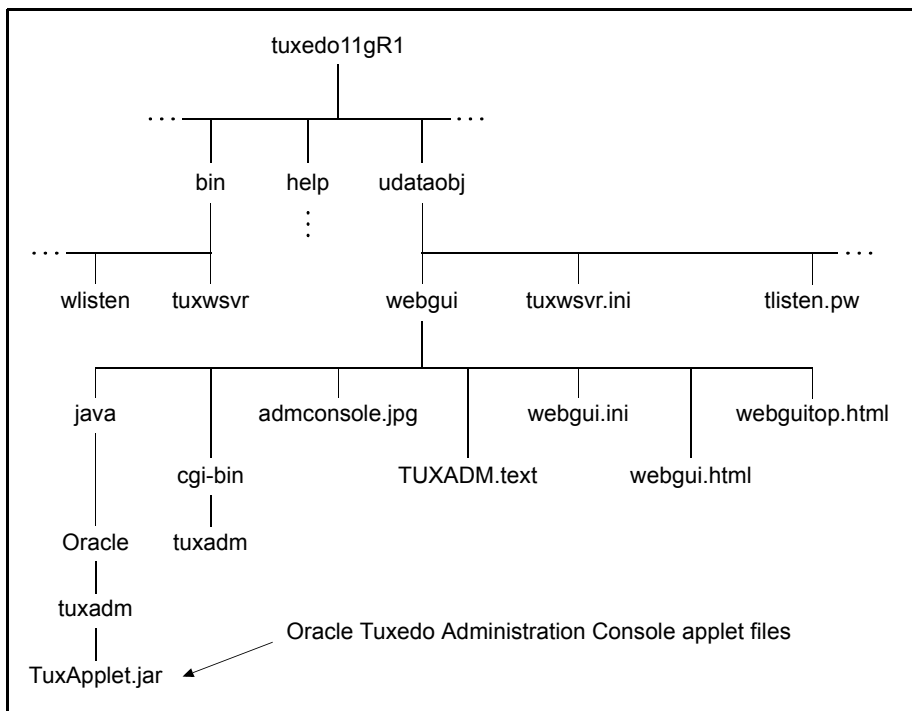 tuxedo11gR1
bin help udataobj
wlisten tuxwsvr webgui tuxwsvr.ini tlisten.pw
java admconsole.jpg webgui.ini webguitop.html
cgi-bin TUXADM.text webgui.html
Oracle tuxadm
tuxadm
Oracle Tuxedo Administration Console applet files
TuxApplet.jar